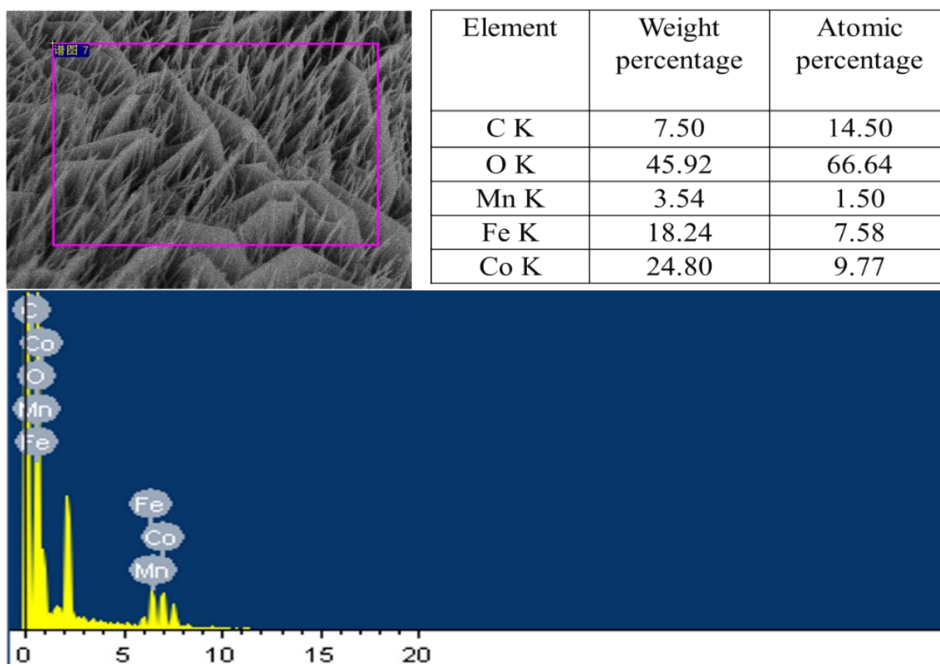 谱图 7
Element Weight percentage Atomic percentage
C K 7.50 14.50
O K 45.92 66.64
Mn K 3.54 1.50
Fe K 18.24 7.58
Co K 24.80 9.77
C
Co
O
Mn
Fe
Fe
Co
Mn
0 5 10 15 20